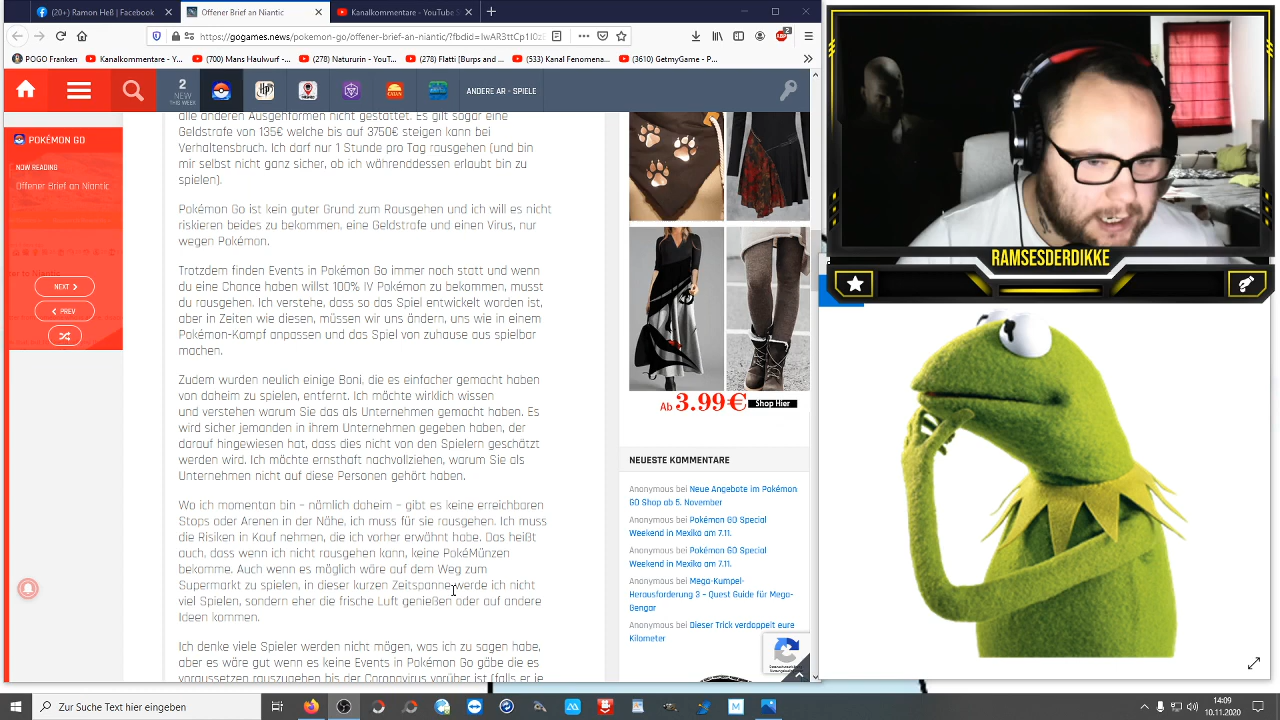 (20+) Ramon Heß | Facebook
Offener Brief an Niantic
Kanalkommentare - YouTube S
https://gogames.news/pokemon-go/offener-brief-an-niantic/
POGO Franken
Kanalkommentare - Y...
(700) Mans Haulwurf - ...
(278) Natururin - YouT...
(278) Flatti (Burps and ...
(533) Kanal Fenomena...
(3610) GetmyGame - P...
2
NEW
THIS WEEK
ANDERE AR - SPIELE
POKÉMON GO
NOW READING
Offener Brief an Niantic
NEXT
PREV
alle anderen Ausgehformen nicht gestattet. Es gilt sonst eine
Geldstrafe von 135€ welche bis auf 3750€ steigen kann bei
Verhaltensbruch. Ich darf nur 1 Stunde pro Tag rausgehen (und bin
mir selbst nicht ganz sicher, ob ich währenddessen erlaubt bin zu
spielen).
Pokémon Go ist kein guter Grund zum Rausgehen und ich will es nicht
riskieren beides zu bekommen, eine Geldstrafe und einen Virus, nur
wegen Pokémon.
Trotzdem finden Events in Pokémon Go immer noch statt und wenn
du eine Chance haben willst 100% IV Pokémon zu bekommen, musst
du rausgehen. Ich verstehe, wofür dieses Spiel entwickelt worden ist,
aber in Zeiten wie diesen, müssen wir uns ändern, uns wie in einem
Pokémon-Kampf anpassen und das Spiel von zuhause aus spielbar
machen.
Zudem wurden neulich einige Boni, die es einfacher gemacht haben
von daheim zu spielen, entfernt. Ich möchte wirklich wissen
und verstehen warum Sie das als Unternehmen gemacht haben. Es
wird sicher jemanden in ihrem Unternehmen gegeben haben, der
darauf hingewiesen hat, dass dies nicht von den Spielern geschätzt
werden wird. Ich möchte ernsthaft nachvollziehen, warum Sie als
Unternehmen nicht auf diese Personen gehört haben.
Wo ich momentan bin – nämlich daheim – gibt es keine erreichbaren
Stops oder Arenen in der Nähe, ich muss für sie rausgehen. Ich muss
die Risiken in Kauf nehmen, die ich vorher erwähnt habe. Das heißt
auch, dass wenn ich nicht rausgehen kann, keine PokéMünzen
bekomme. Auch wenn es möglich wäre auf dem Weg zum
Supermarkt zu spielen, in dieser kurzen Zeitspanne werde ich nicht
viel Spielen, sondern eher die frische Luft genießen oder auf andere
Ideen kommen.
Ich denke viele Spieler werden nicht mögen, was ich zu sagen habe,
aber es wäre gut wenn es keine Events in Pokémon Go gäbe die es
voraussetzen auszugehen bis das Coronavirus vorüber ist (falls er je
Ab 3.99€ Shop Hier
NEUESTE KOMMENTARE
Anonymous bei Neue Angebote im Pokémon
GO Shop ab 5. November
Anonymous bei Pokémon GO Special
Weekend in Mexiko am 7.11.
Anonymous bei Pokémon GO Special
Weekend in Mexiko am 7.11.
Anonymous bei Mega-Kumpel-
Herausforderung 3 – Quest Guide für Mega-
Gengar
Anonymous bei Dieser Trick verdoppelt eure
Kilometer
RAMSESDERDIKKE
Zur Suche Text hier eingeben
14:09
10.11.2020